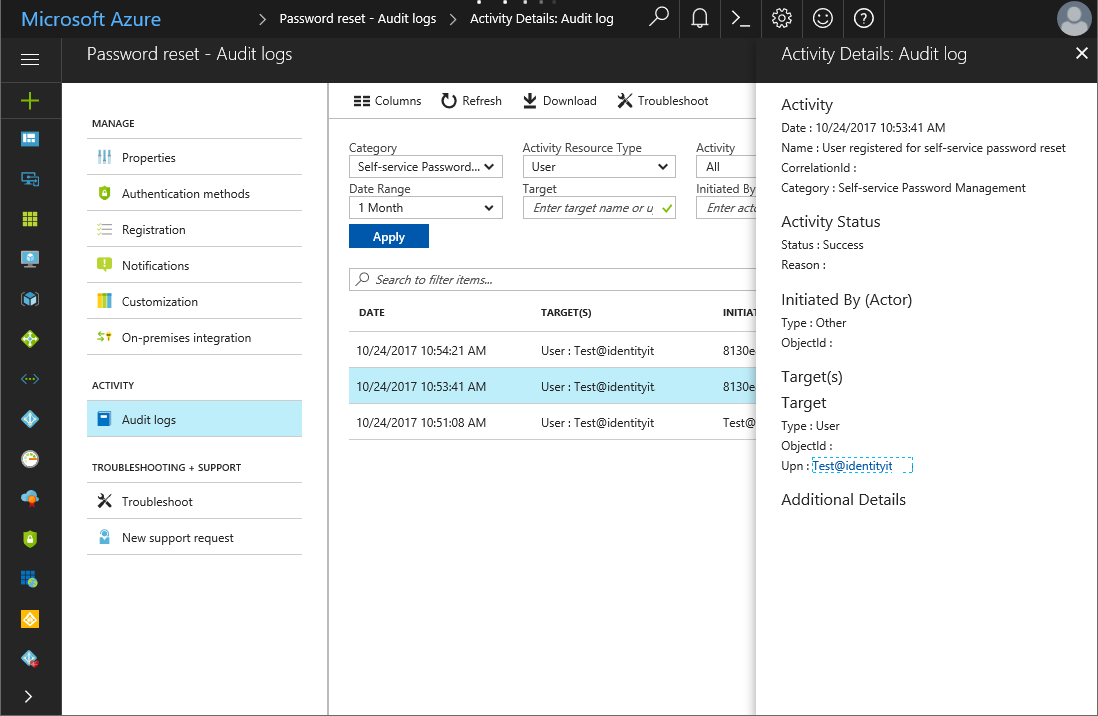 Microsoft Azure
Password reset - Audit logs
Activity Details: Audit log
Password reset - Audit logs
MANAGE
Properties
Authentication methods
Registration
Notifications
Customization
On-premises integration
ACTIVITY
Audit logs
TROUBLESHOOTING + SUPPORT
Troubleshoot
New support request
Columns Refresh Download Troubleshoot
Category Activity Resource Type Activity
Self-service Password... User All
Date Range Target Initiated By
1 Month Enter target name or u Enter acto
Apply
Search to filter items...
DATE TARGET(S) INITIA
10/24/2017 10:54:21 AM User : Test@identityit 8130e
10/24/2017 10:53:41 AM User : Test@identityit 8130e
10/24/2017 10:51:08 AM User : Test@identityit Test@
Activity Details: Audit log
Activity
Date : 10/24/2017 10:53:41 AM
Name : User registered for self-service password reset
CorrelationId :
Category : Self-service Password Management
Activity Status
Status : Success
Reason :
Initiated By (Actor)
Type : Other
ObjectId :
Target(s)
Target
Type : User
ObjectId :
Upn : Test@identityit
Additional Details